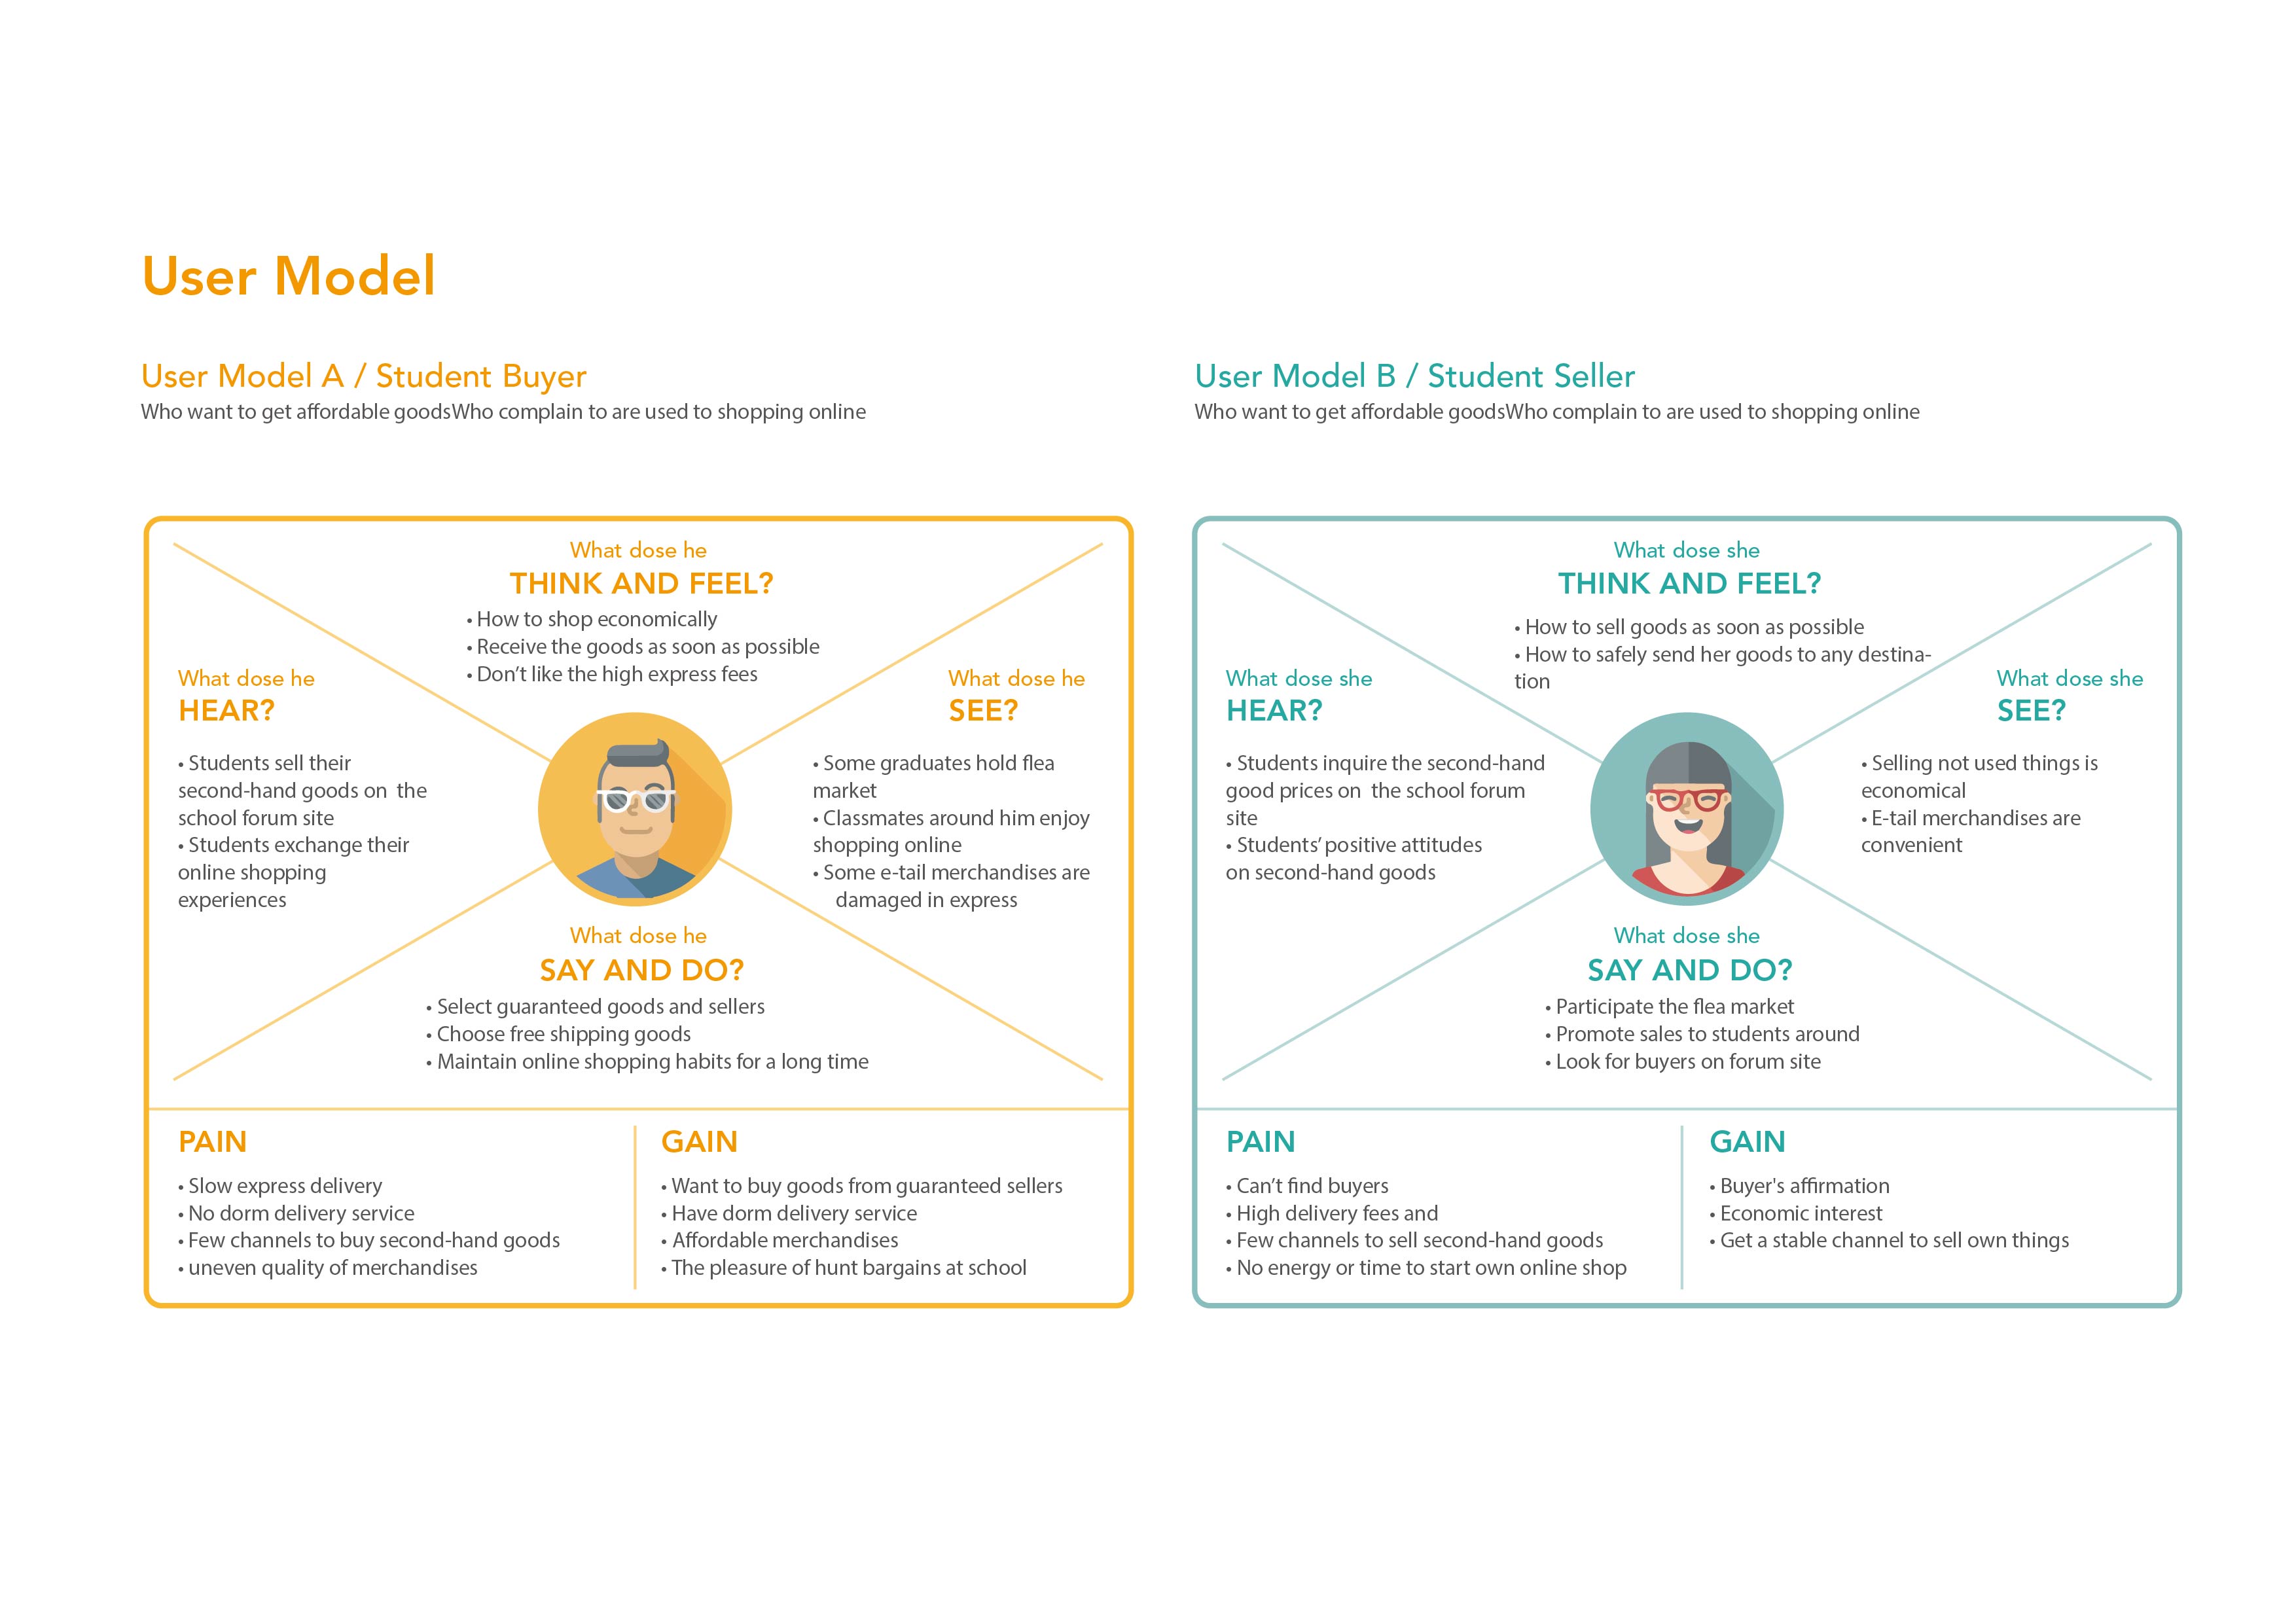 User Model
User Model A / Student Buyer
Who want to get affordable goodsWho complain to are used to shopping online
What dose he
THINK AND FEEL?
• How to shop economically
• Receive the goods as soon as possible
• Don’t like the high express fees
What dose he
HEAR?
• Students sell their
second-hand goods on the
school forum site
• Students exchange their
online shopping
experiences
What dose he
SEE?
• Some graduates hold flea
market
• Classmates around him enjoy
shopping online
• Some e-tail merchandises are
damaged in express
What dose he
SAY AND DO?
• Select guaranteed goods and sellers
• Choose free shipping goods
• Maintain online shopping habits for a long time
PAIN
• Slow express delivery
• No dorm delivery service
• Few channels to buy second-hand goods
• uneven quality of merchandises
GAIN
• Want to buy goods from guaranteed sellers
• Have dorm delivery service
• Affordable merchandises
• The pleasure of hunt bargains at school
User Model B / Student Seller
Who want to get affordable goodsWho complain to are used to shopping online
What dose she
THINK AND FEEL?
• How to sell goods as soon as possible
• How to safely send her goods to any destina-
tion
What dose she
HEAR?
• Students inquire the second-hand
good prices on the school forum
site
• Students’ positive attitudes
on second-hand goods
What dose she
SEE?
• Selling not used things is
economical
• E-tail merchandises are
convenient
What dose she
SAY AND DO?
• Participate the flea market
• Promote sales to students around
• Look for buyers on forum site
PAIN
• Can’t find buyers
• High delivery fees and
• Few channels to sell second-hand goods
• No energy or time to start own online shop
GAIN
• Buyer's affirmation
• Economic interest
• Get a stable channel to sell own things